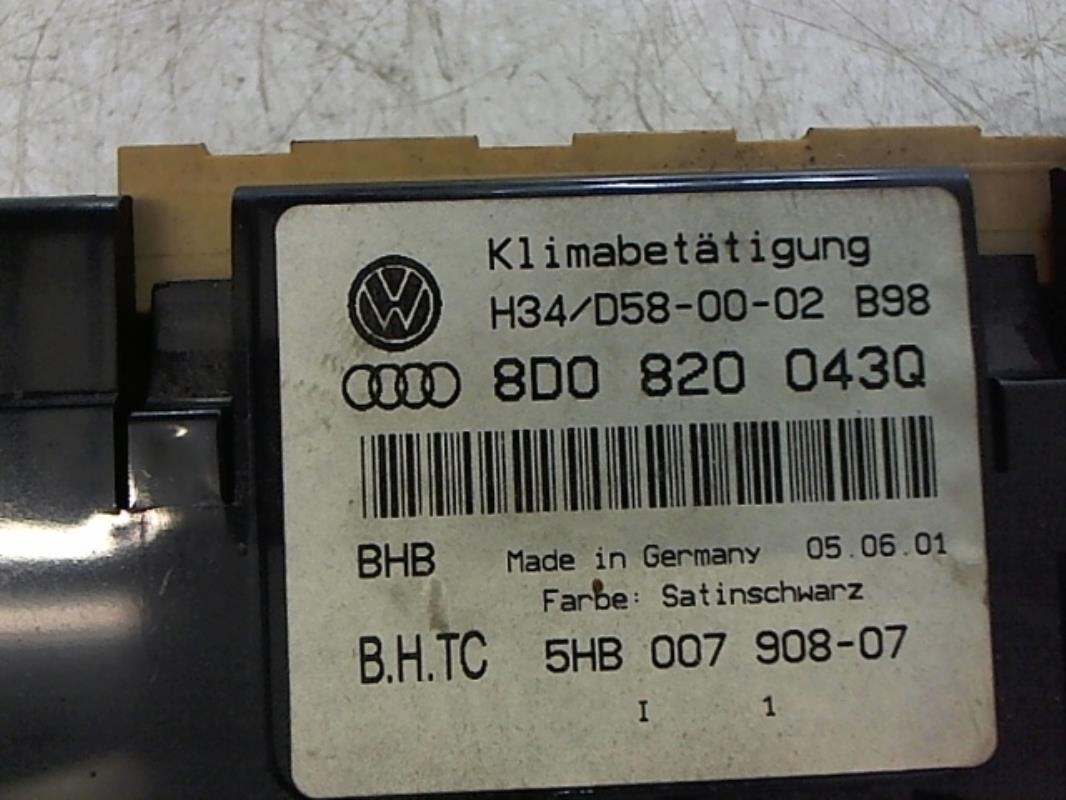 Klimabetätigung
H34/D58-00-02 B98
8D0 820 043Q
BHB Made in Germany 05.06.01
Farbe: Satinschwarz
B.H.TC 5HB 007 908-07
I 1